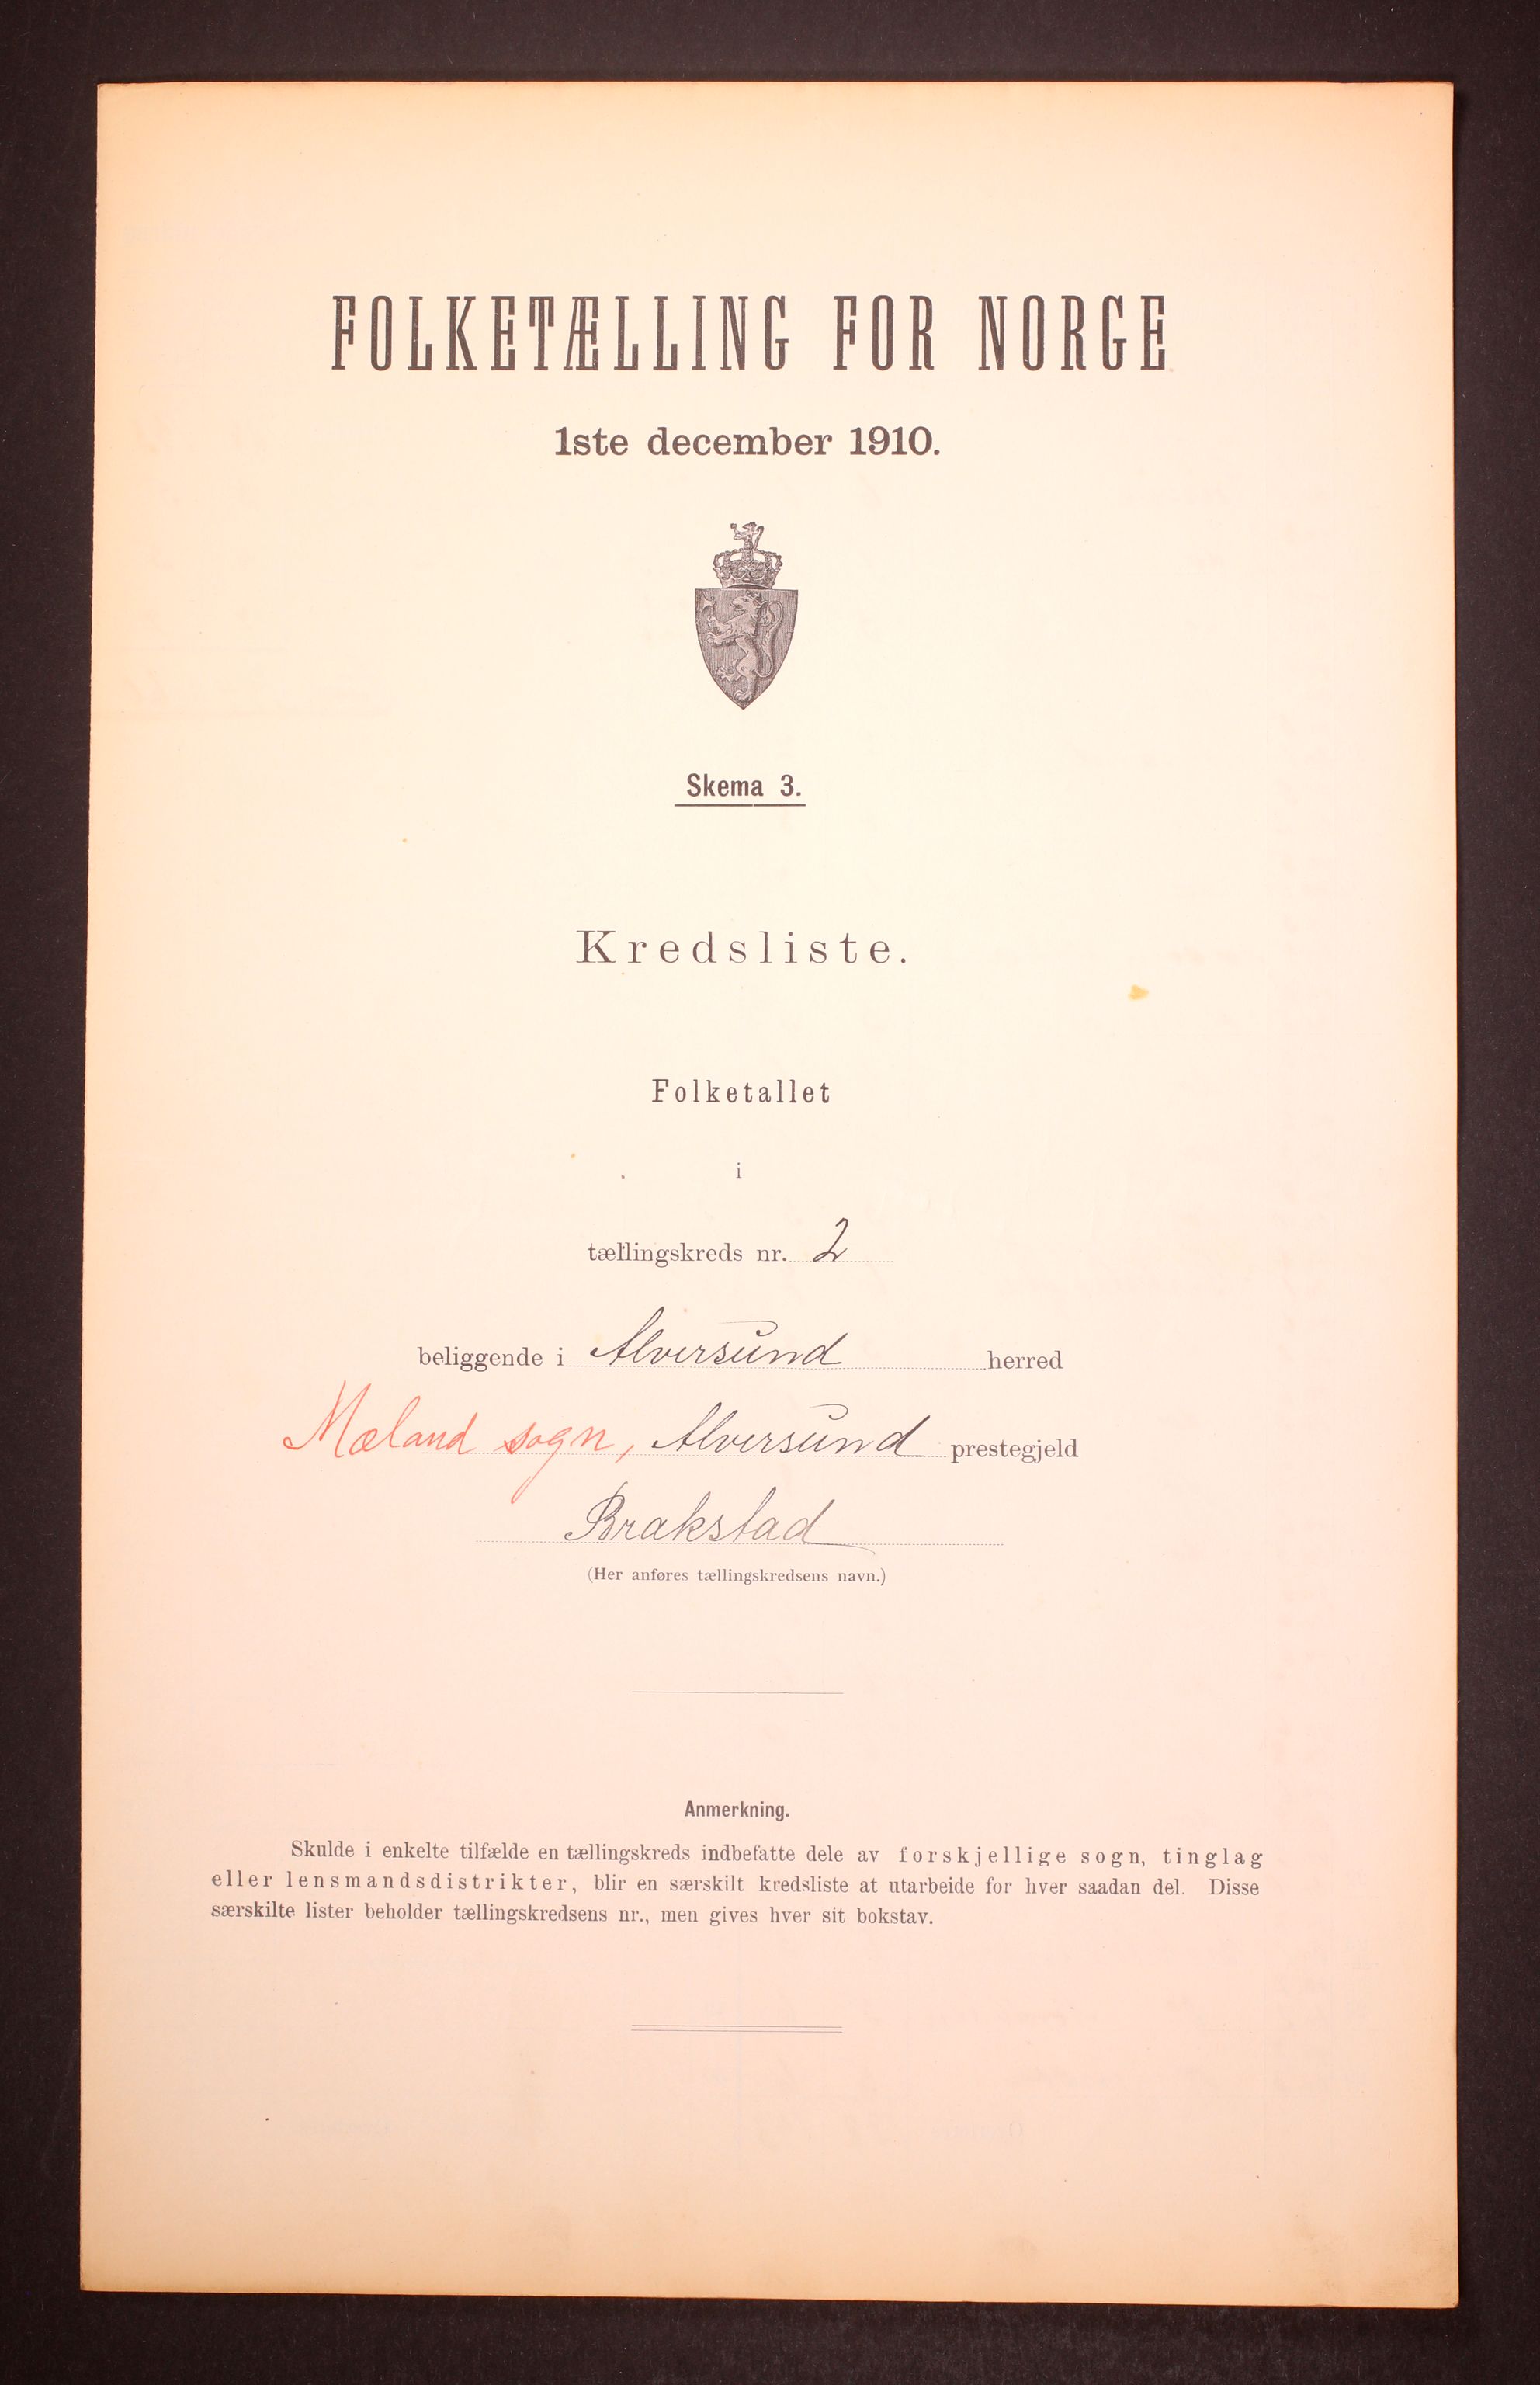 FOLKETÆLLING FOR NORGE
1ste december 1910.
Skema 3.
Kredsliste.
Folketallet
i
tællingskreds nr. 2
beliggende i Alversund herred
Mæland sogn, Alversund prestegjeld
Brakstad
(Her anføres tællingskredsens navn.)
Anmerkning.
Skulde i enkelte tilfælde en tællingskreds indbefatte dele av forskjellige sogn, tinglag
eller lensmandsdistrikter, blir en særskilt kredsliste at utarbeide for hver saadan del. Disse
særskilte lister beholder tællingskredsens nr., men gives hver sit bokstav.